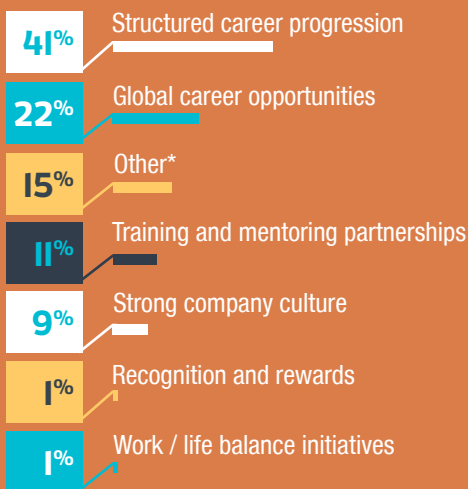 41% Structured career progression
22% Global career opportunities
15% Other*
11% Training and mentoring partnerships
9% Strong company culture
1% Recognition and rewards
1% Work / life balance initiatives